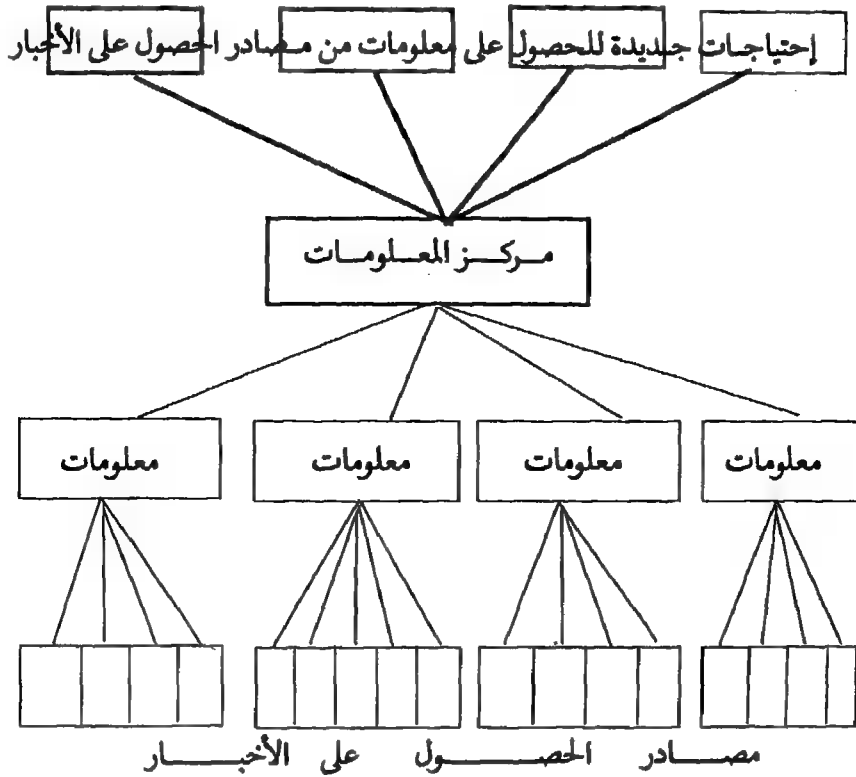 إحتياجات جديدة للحصول على معلومات من مصادر الحصول على الأخبار
مركز المعلومات
معلومات معلومات معلومات معلومات
مصادر الحصول على الأخبار